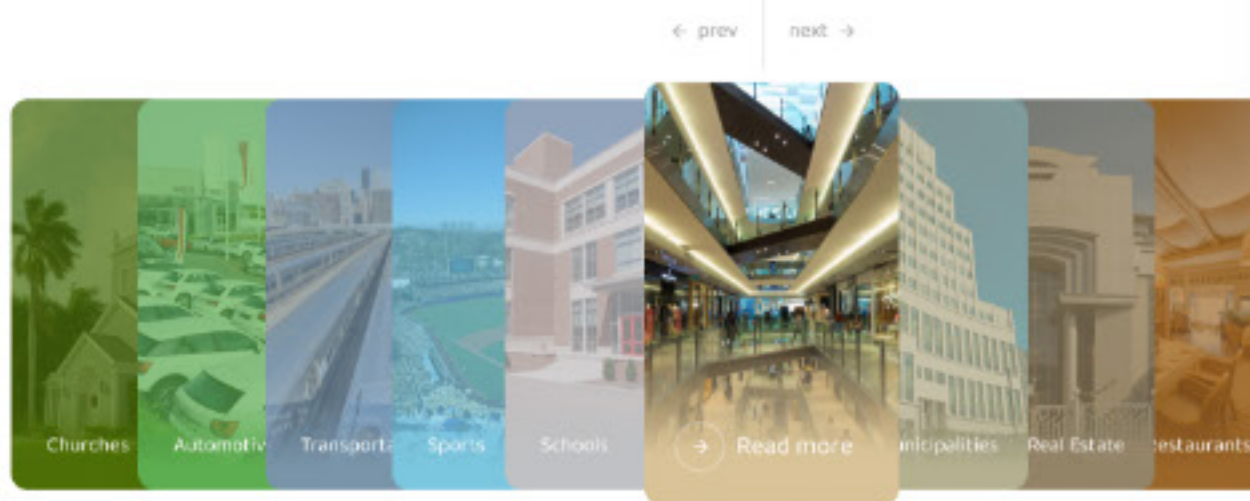 ← prev
next →
Churches
Automotiv
Transporta
Sports
Schools
→ Read more
nicipalities
Real Estate
estaurants